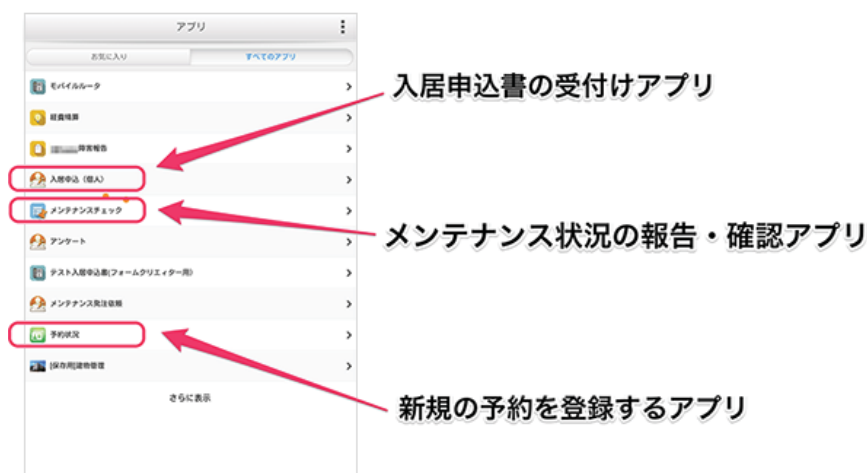 アプリ
お気に入り
すべてのアプリ
モバイルルータ
経費精算
障害報告
入居申込（個人）
メンテナンスチェック
アンケート
テスト入居申込書(フォームクリエイター用)
メンテナンス発注依頼
予約状況
[保存用]建物管理
さらに表示
入居申込書の受付けアプリ
メンテナンス状況の報告・確認アプリ
新規の予約を登録するアプリ